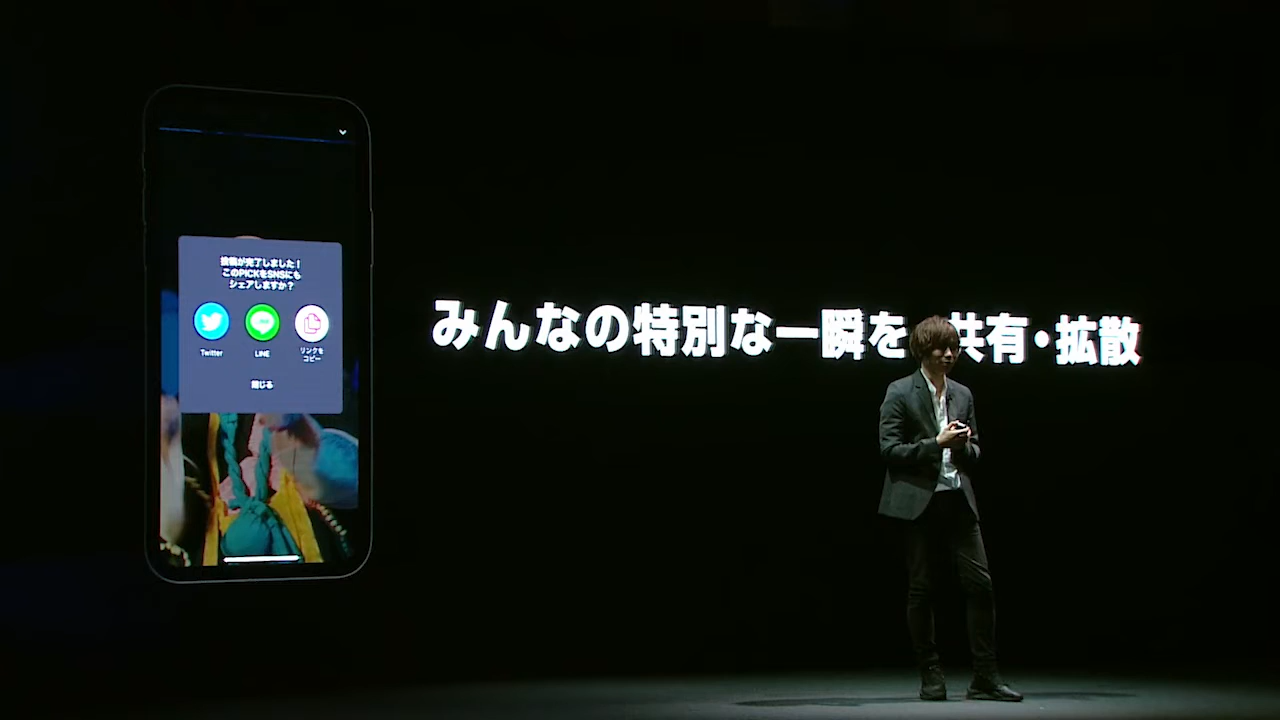 投稿が完了しました！
このPICKをSNSにも
シェアしますか？
Twitter
LINE
リンクを
コピー
閉じる
みんなの特別な一瞬を 共有・拡散